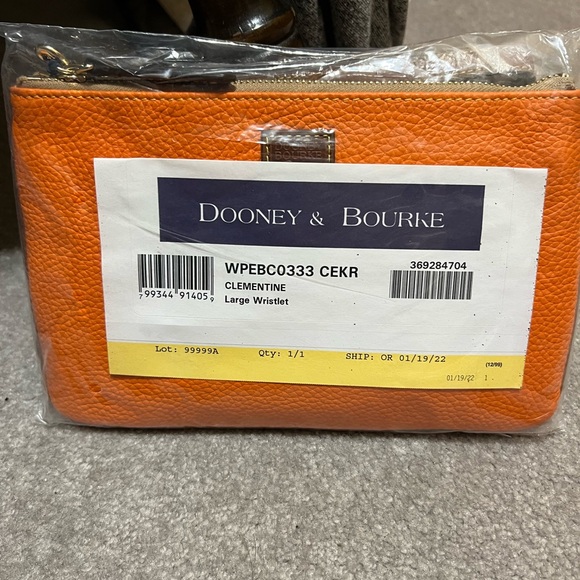 DOONEY & BOURKE
WPEBC0333 CEKR
369284704
CLEMENTINE
Large Wristlet
7 99344 91405 9
Lot: 99999A Qty: 1/1 SHIP: OR 01/19/22
(12/99)
01/19/22 1